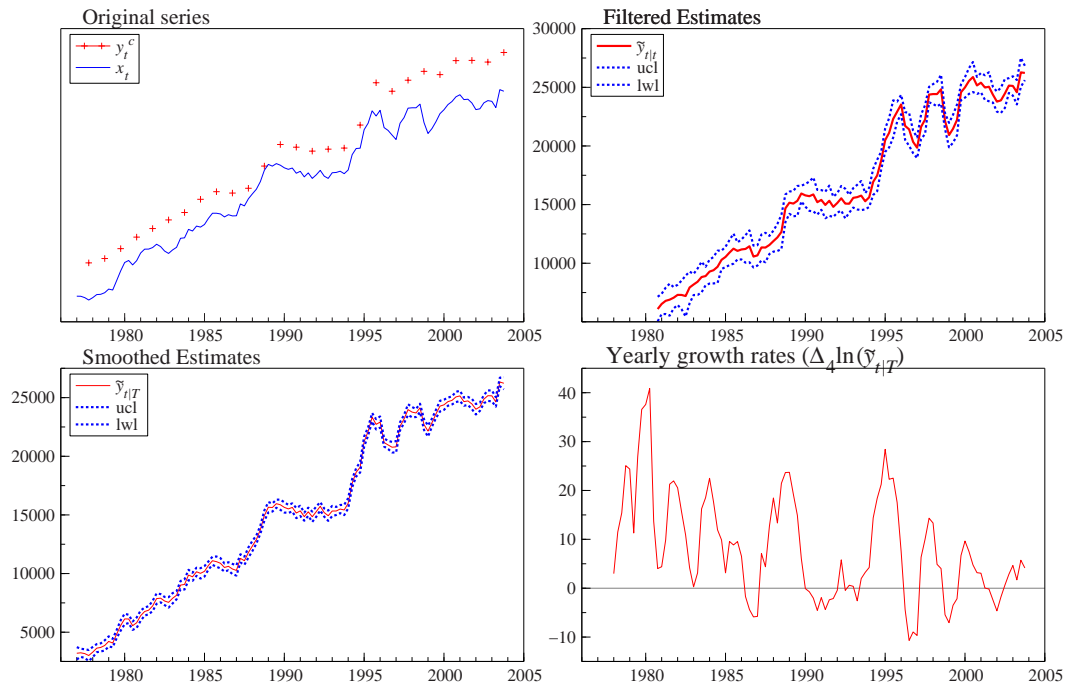 Original series
y_t^c
x_t
1980 1985 1990 1995 2000 2005
Filtered Estimates
30000
25000
20000
15000
10000
ỹ_{t|t}
ucl
lwl
1980 1985 1990 1995 2000 2005
Smoothed Estimates
25000
20000
15000
10000
5000
ỹ_{t|T}
ucl
lwl
1980 1985 1990 1995 2000 2005
Yearly growth rates (Δ_4 ln(ỹ_{t|T})
40
30
20
10
0
−10
1980 1985 1990 1995 2000 2005